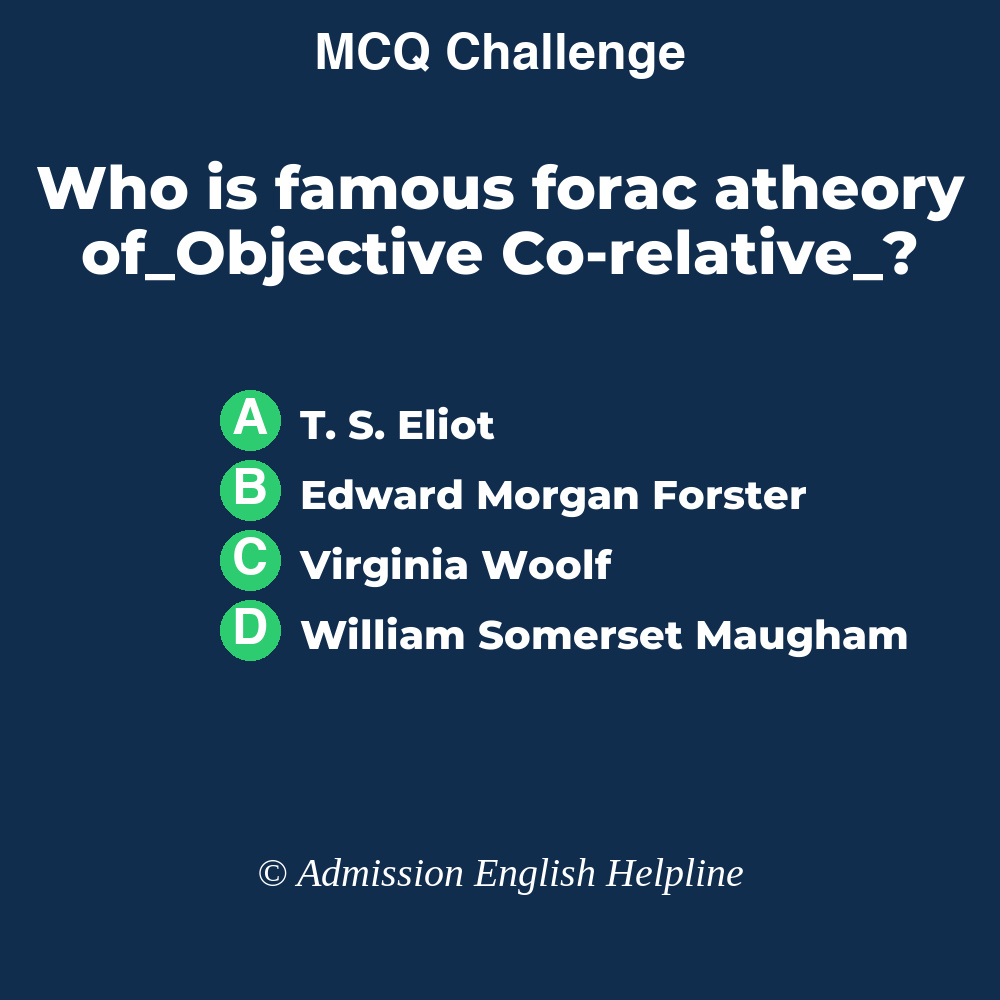 MCQ Challenge
Who is famous forac atheory
of_Objective Co-relative_?
A T. S. Eliot
B Edward Morgan Forster
C Virginia Woolf
D William Somerset Maugham
© Admission English Helpline